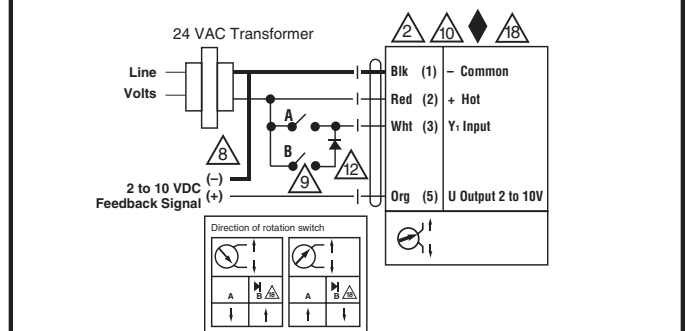 24 VAC Transformer
2 10 18
Line
Volts
Blk (1) – Common
Red (2) + Hot
Wht (3) Y₁ Input
A
B
8
9
12
(–)
2 to 10 VDC
Feedback Signal
(+)
Org (5) U Output 2 to 10V
Direction of rotation switch
A B 18
A B 18